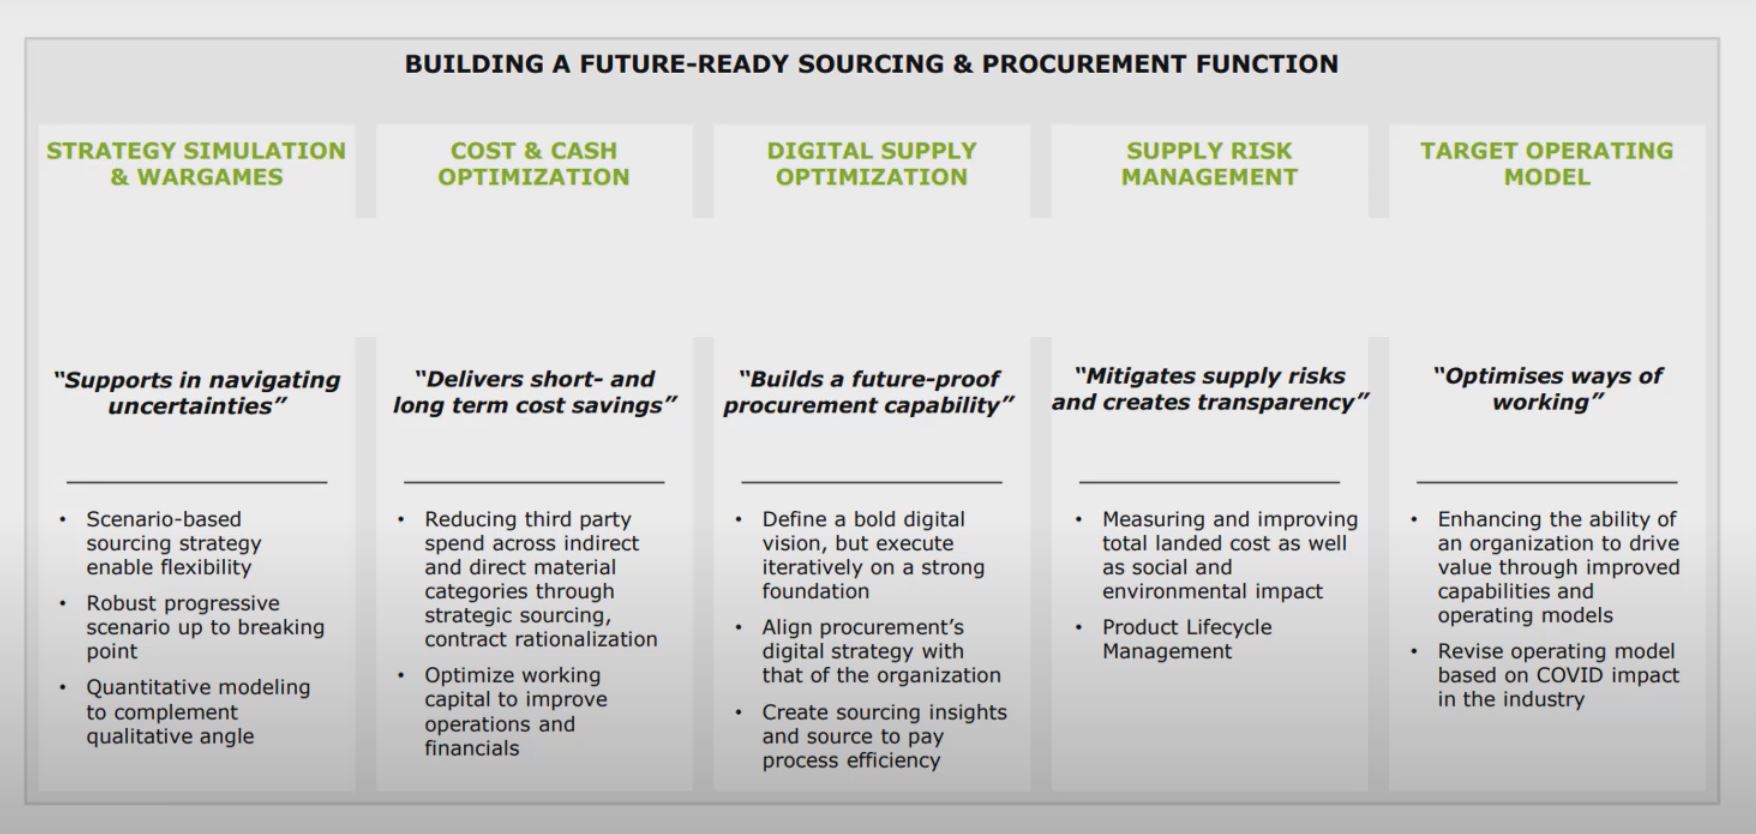 BUILDING A FUTURE-READY SOURCING & PROCUREMENT FUNCTION
STRATEGY SIMULATION
& WARGAMES
“Supports in navigating
uncertainties”
• Scenario-based
sourcing strategy
enable flexibility
• Robust progressive
scenario up to breaking
point
• Quantitative modeling
to complement
qualitative angle
COST & CASH
OPTIMIZATION
“Delivers short- and
long term cost savings”
• Reducing third party
spend across indirect
and direct material
categories through
strategic sourcing,
contract rationalization
• Optimize working
capital to improve
operations and
financials
DIGITAL SUPPLY
OPTIMIZATION
“Builds a future-proof
procurement capability”
• Define a bold digital
vision, but execute
iteratively on a strong
foundation
• Align procurement’s
digital strategy with
that of the organization
• Create sourcing insights
and source to pay
process efficiency
SUPPLY RISK
MANAGEMENT
“Mitigates supply risks
and creates transparency”
• Measuring and improving
total landed cost as well
as social and
environmental impact
• Product Lifecycle
Management
TARGET OPERATING
MODEL
“Optimises ways of
working”
• Enhancing the ability of
an organization to drive
value through improved
capabilities and
operating models
• Revise operating model
based on COVID impact
in the industry